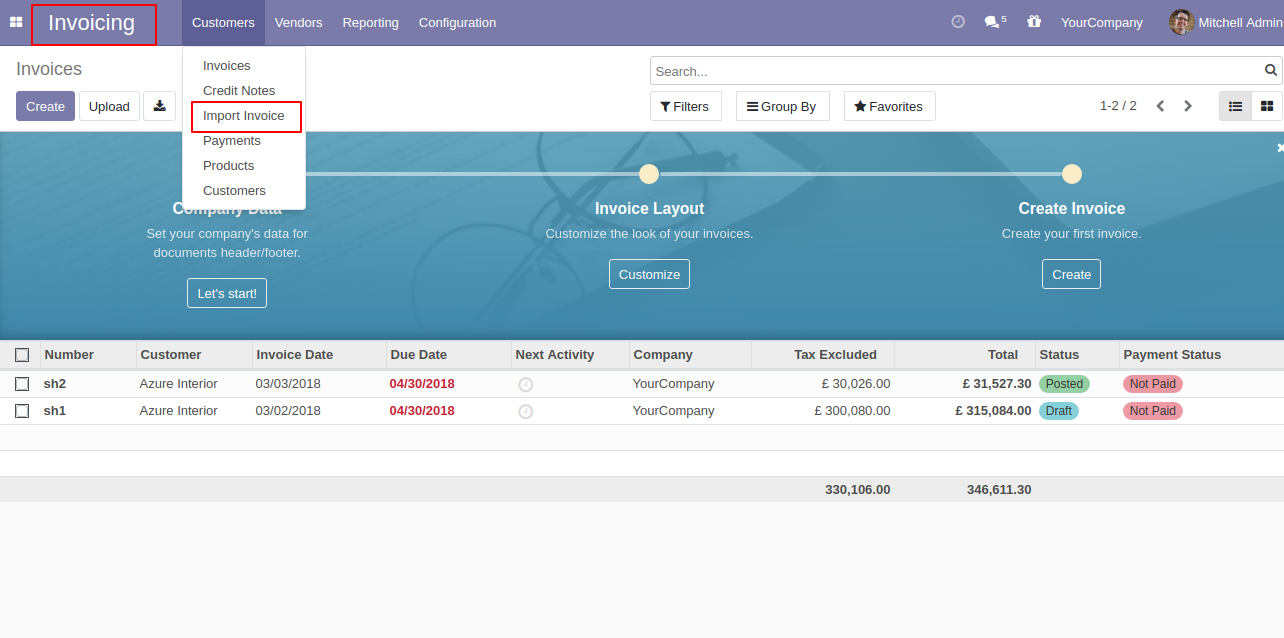 Invoicing Customers Vendors Reporting Configuration 5 YourCompany Mitchell Admin
Invoices
Search...
Create Upload
Filters Group By Favorites 1-2 / 2
Invoices
Credit Notes
Import Invoice
Payments
Products
Customers
Company Data
Set your company's data for
documents header/footer.
Let's start!
Invoice Layout
Customize the look of your invoices.
Customize
Create Invoice
Create your first invoice.
Create
Number Customer Invoice Date Due Date Next Activity Company Tax Excluded Total Status Payment Status
sh2 Azure Interior 03/03/2018 04/30/2018 YourCompany £ 30,026.00 £ 31,527.30 Posted Not Paid
sh1 Azure Interior 03/02/2018 04/30/2018 YourCompany £ 300,080.00 £ 315,084.00 Draft Not Paid
330,106.00 346,611.30